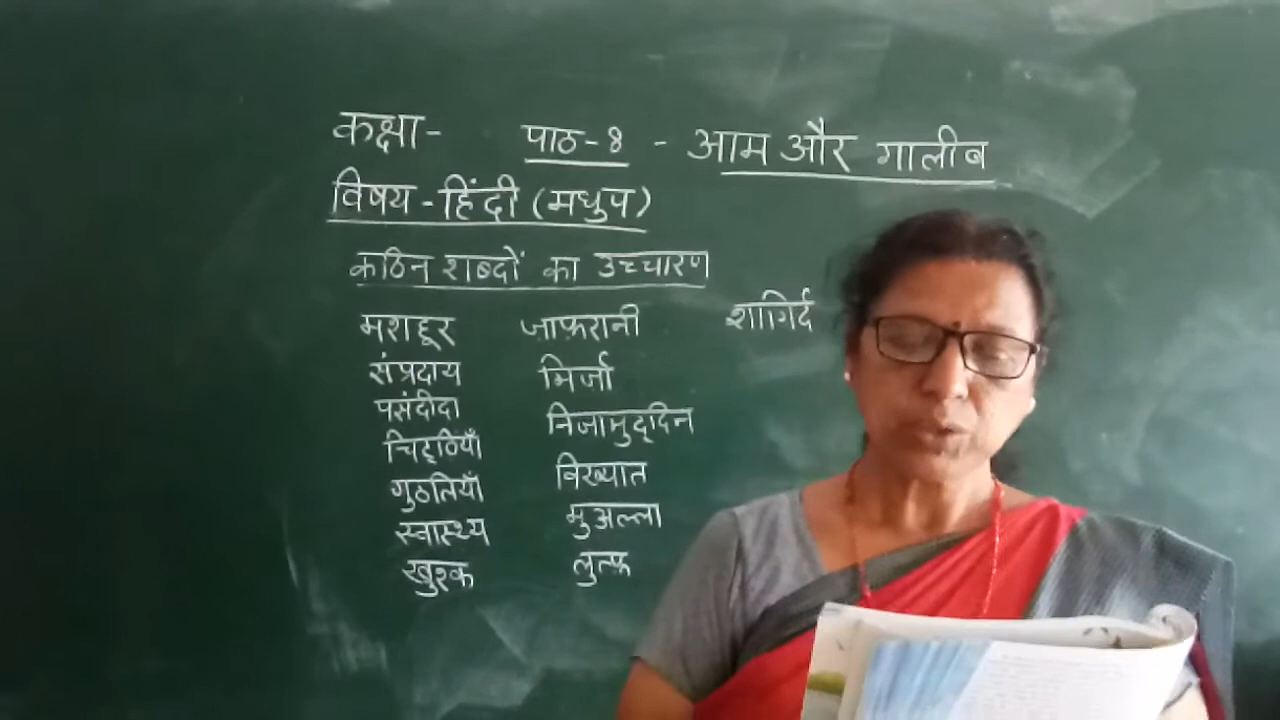 कक्षा- पाठ-8 - आम और गालीब
विषय-हिंदी (मधुप)
कठिन शब्दों का उच्चारण
मशहूर ज़ाफ़रानी शागिर्द
संप्रदाय मिर्जा
पसंदीदा निजामुद्दिन
चिट्ठियाँ विख्यात
गुठलियाँ मुअल्ला
स्वास्थ्य लुत्फ़
खुश्क